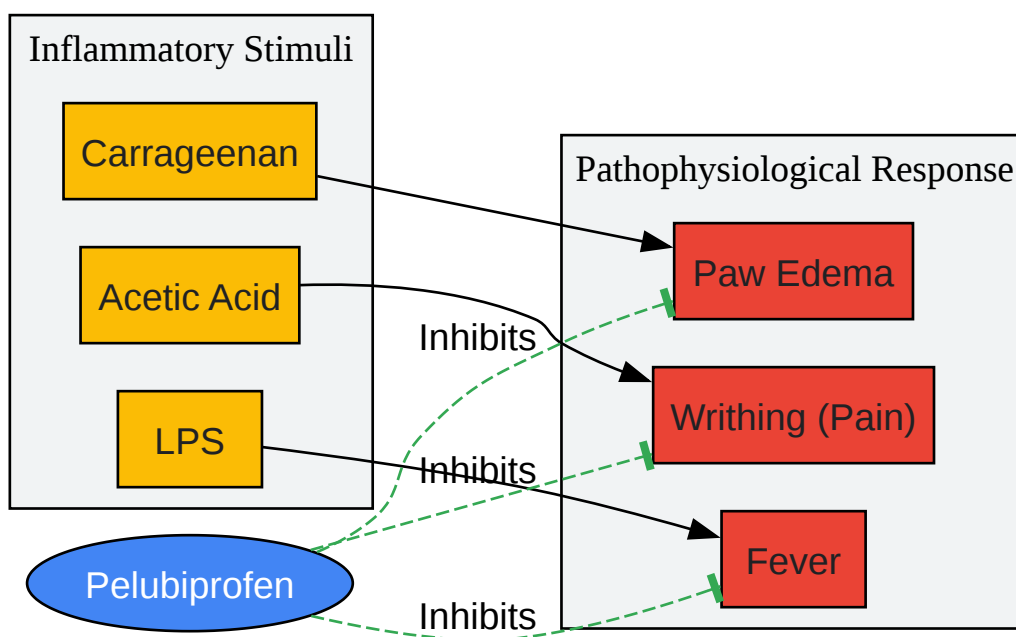 Inflammatory Stimuli
Carrageenan
Acetic Acid
LPS
Pelubiprofen
Inhibits
Inhibits
Inhibits
Pathophysiological Response
Paw Edema
Writhing (Pain)
Fever